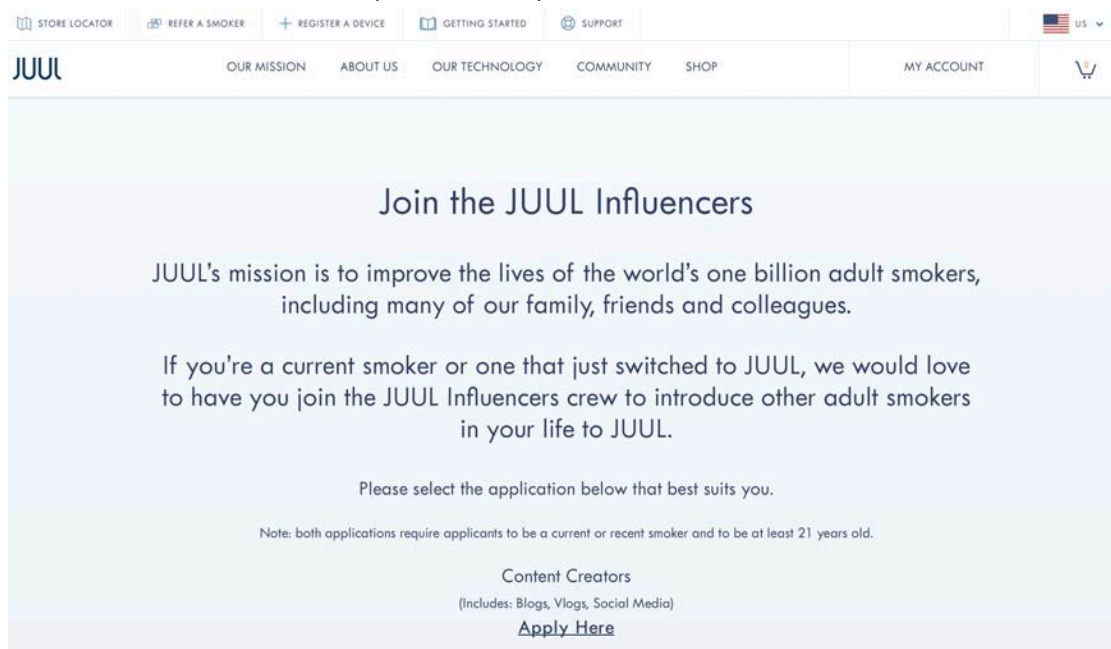 STORE LOCATOR REFER A SMOKER REGISTER A DEVICE GETTING STARTED SUPPORT US
JUUL OUR MISSION ABOUT US OUR TECHNOLOGY COMMUNITY SHOP MY ACCOUNT 0
Join the JUUL Influencers
JUUL's mission is to improve the lives of the world's one billion adult smokers,
including many of our family, friends and colleagues.
If you're a current smoker or one that just switched to JUUL, we would love
to have you join the JUUL Influencers crew to introduce other adult smokers
in your life to JUUL.
Please select the application below that best suits you.
Note: both applications require applicants to be a current or recent smoker and to be at least 21 years old.
Content Creators
(Includes: Blogs, Vlogs, Social Media)
Apply Here